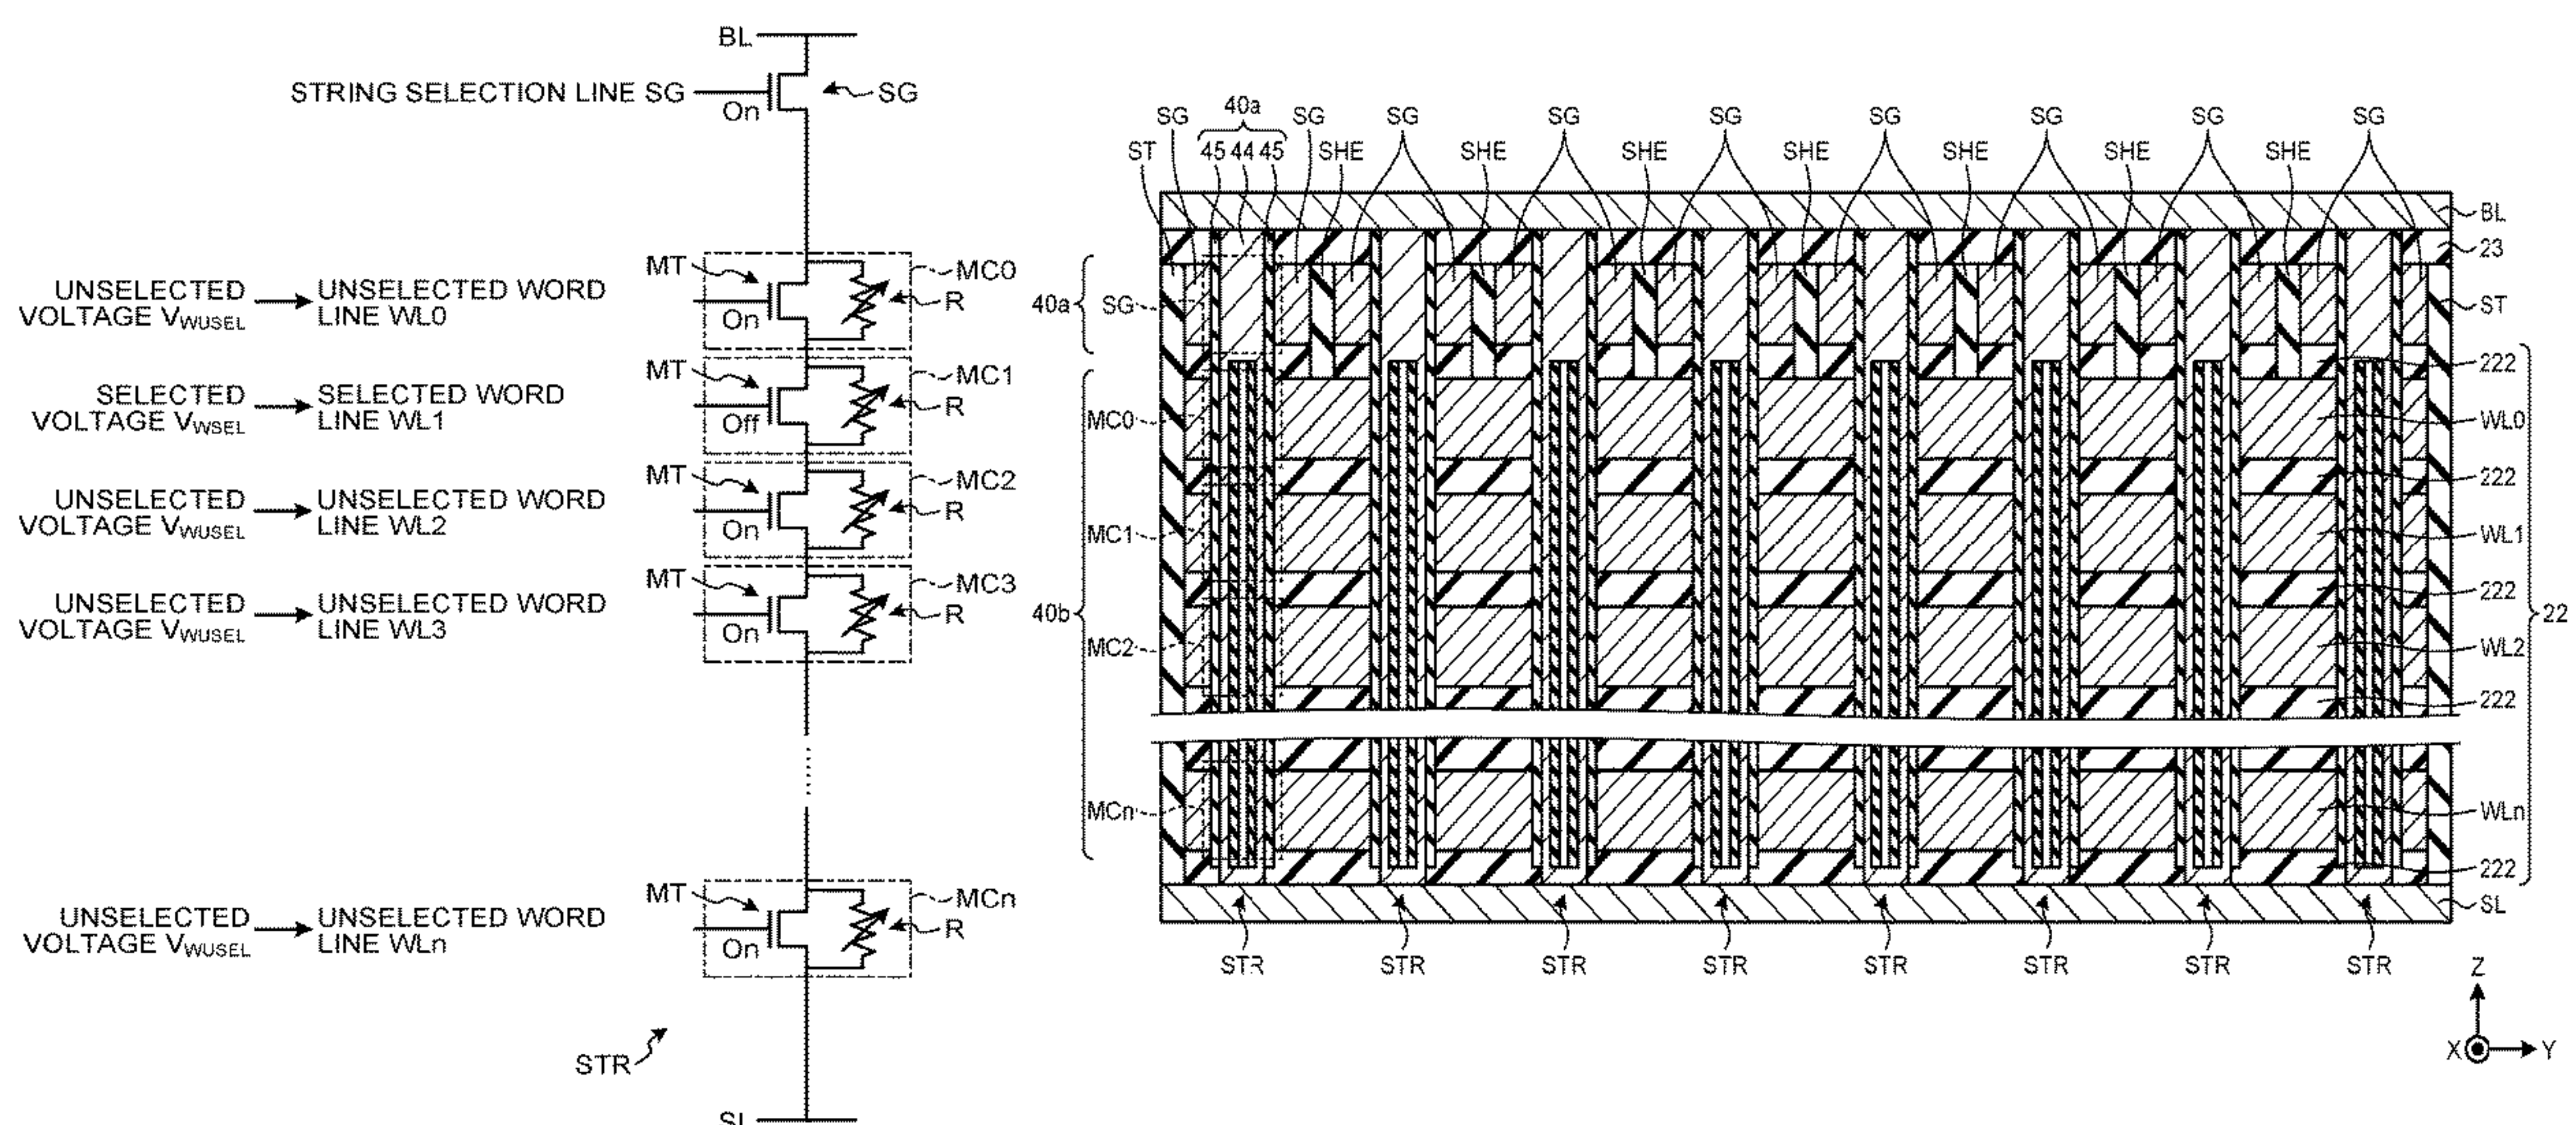 BL
STRING SELECTION LINE SG
On
SG
MT
MC0
UNSELECTED VOLTAGE VWUSEL
UNSELECTED WORD LINE WL0
On
R
MT
MC1
SELECTED VOLTAGE VWSEL
SELECTED WORD LINE WL1
Off
R
MT
MC2
UNSELECTED VOLTAGE VWUSEL
UNSELECTED WORD LINE WL2
On
R
MT
MC3
UNSELECTED VOLTAGE VWUSEL
UNSELECTED WORD LINE WL3
On
R
MT
MCn
UNSELECTED VOLTAGE VWUSEL
UNSELECTED WORD LINE WLn
On
R
STR
SL
40a
SG SG SG SG SG SG SG SG SG
ST 45 44 45 SHE SHE SHE SHE SHE SHE SHE
BL
23
40a
SG
ST
222
MC0
WL0
222
MC1
WL1
222
40b
22
MC2
WL2
222
MCn
WLn
222
SL
STR STR STR STR STR STR STR STR
Z
X Y